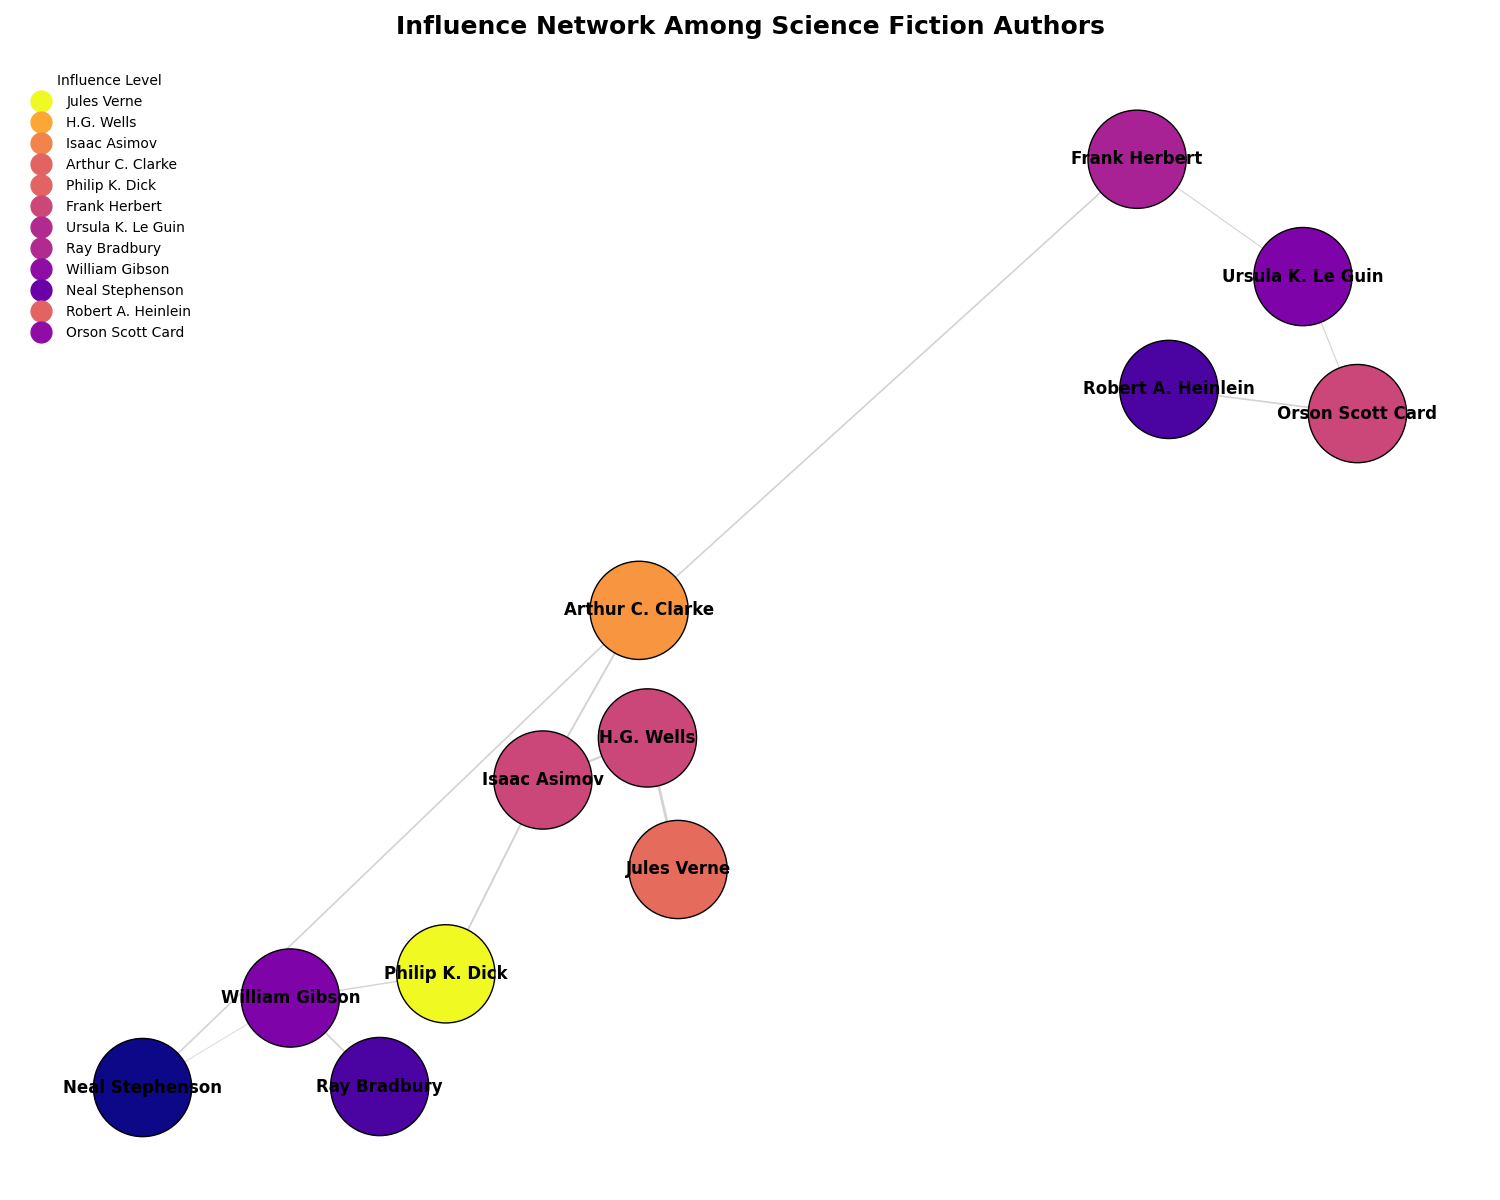 Influence Network Among Science Fiction Authors
Influence Level
Jules Verne
H.G. Wells
Isaac Asimov
Arthur C. Clarke
Philip K. Dick
Frank Herbert
Ursula K. Le Guin
Ray Bradbury
William Gibson
Neal Stephenson
Robert A. Heinlein
Orson Scott Card
Frank Herbert
Ursula K. Le Guin
Robert A. Heinlein
Orson Scott Card
Arthur C. Clarke
H.G. Wells
Isaac Asimov
Jules Verne
Philip K. Dick
William Gibson
Neal Stephenson
Ray Bradbury